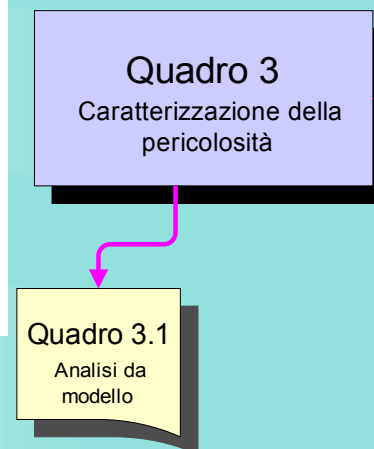 Quadro 3
Caratterizzazione della
pericolosità
Quadro 3.1
Analisi da
modello